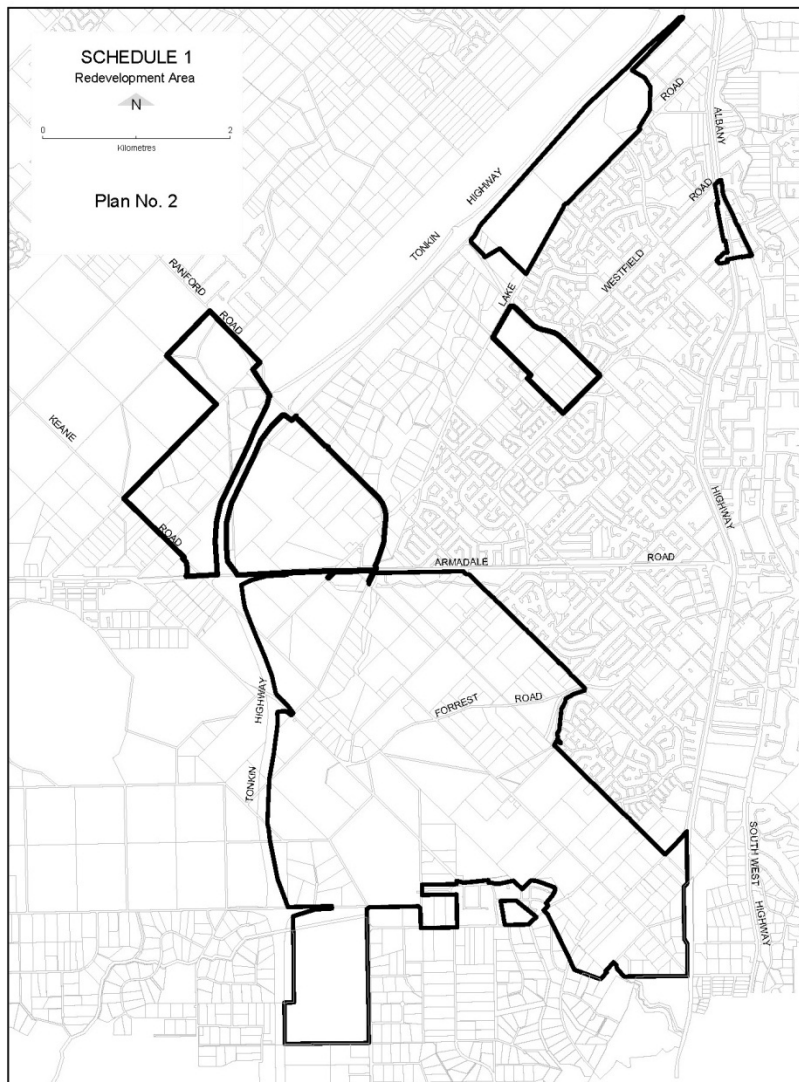 SCHEDULE 1
Redevelopment Area
N
0 2
Kilometres
Plan No. 2
ROAD
ALBANY
HIGHWAY
TONKIN
ROAD
WESTFIELD
LAKE
RANFORD
ROAD
KEANE
ROAD
HIGHWAY
ARMADALE ROAD
FORREST ROAD
HIGHWAY
TONKIN
SOUTH WEST
HIGHWAY